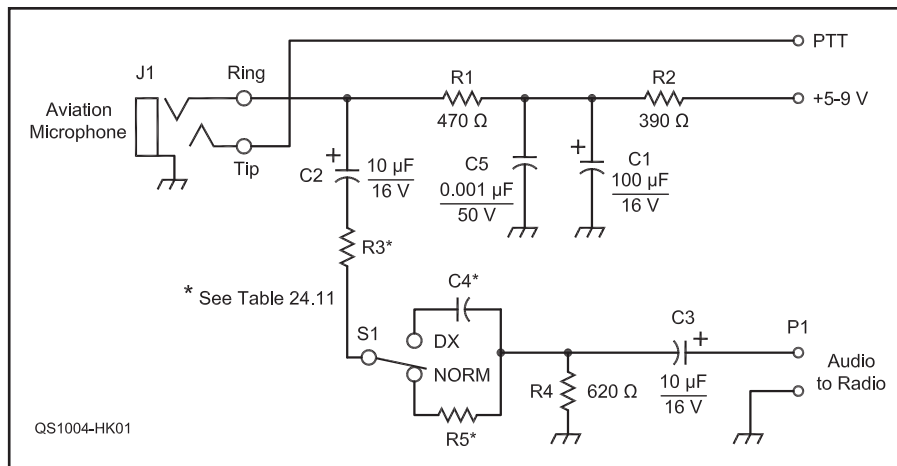 PTT
J1
Ring
R1
R2
Aviation
Microphone
470 Ω
390 Ω
+5-9 V
Tip
C2
+
10 µF
16 V
C5
0.001 µF
50 V
+
C1
100 µF
16 V
R3*
* See Table 24.11
C4*
S1
DX
NORM
C3
+
P1
R4
620 Ω
10 µF
16 V
Audio
to Radio
R5*
QS1004-HK01